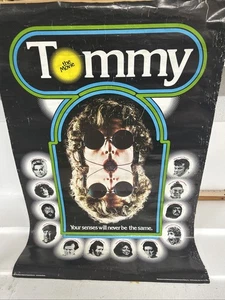 Tommy
the Movie
Your senses will never be the same.